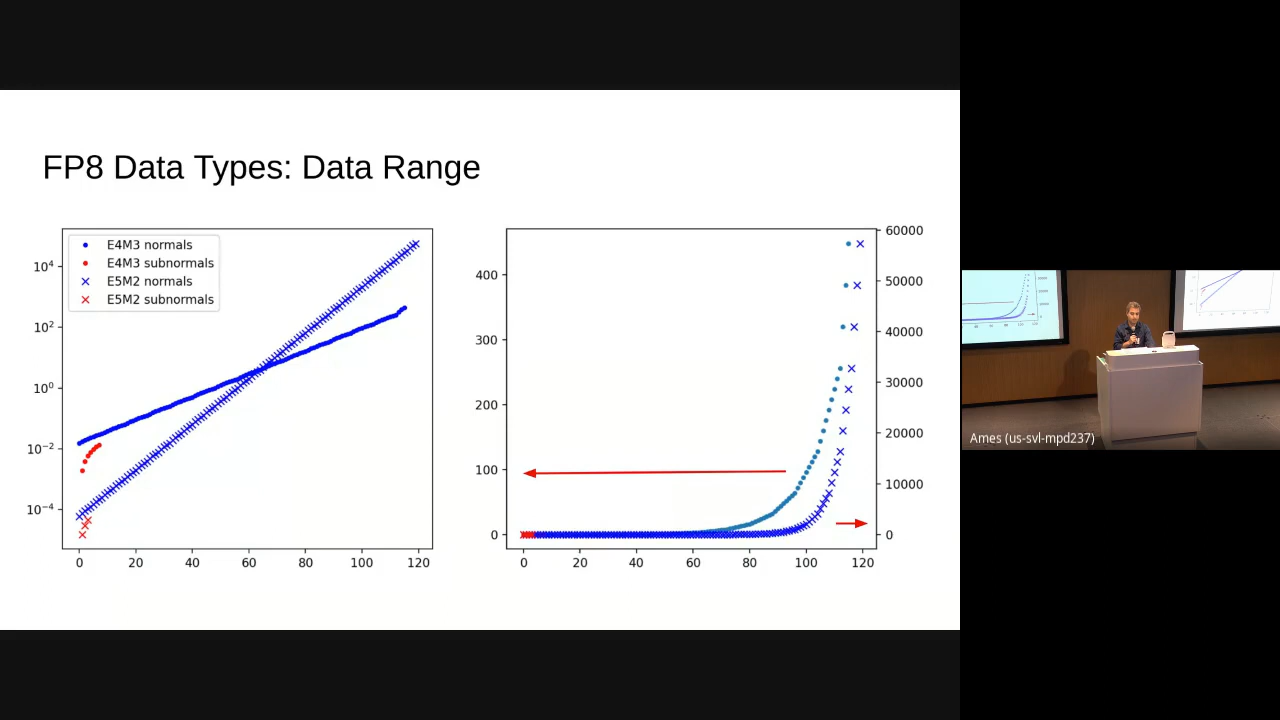 FP8 Data Types: Data Range
E4M3 normals
E4M3 subnormals
E5M2 normals
E5M2 subnormals
10^4
10^2
10^0
10^-2
10^-4
0 20 40 60 80 100 120
400
300
200
100
0
60000
50000
40000
30000
20000
10000
0
0 20 40 60 80 100 120
Ames (us-svl-mpd237)